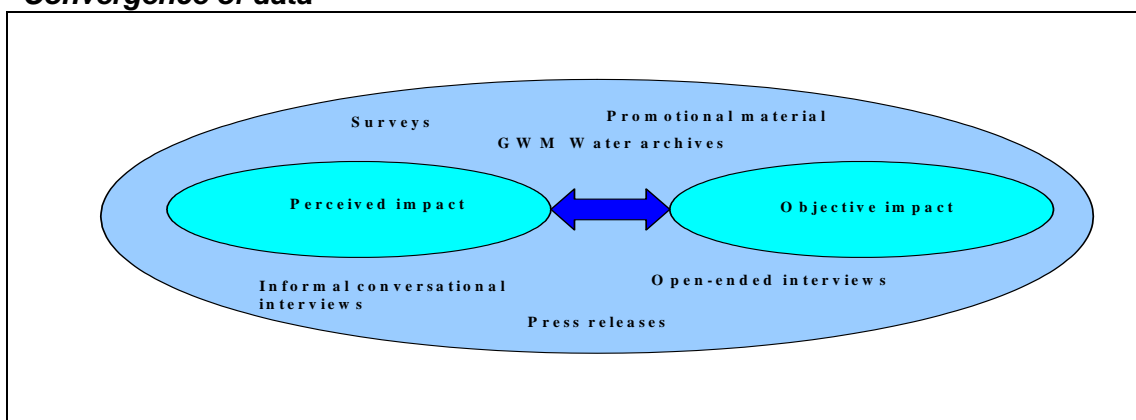 Convergence of data
Surveys
Promotional material
GWM Water archives
Perceived impact
Objective impact
Informal conversational
interviews
Open-ended interviews
Press releases